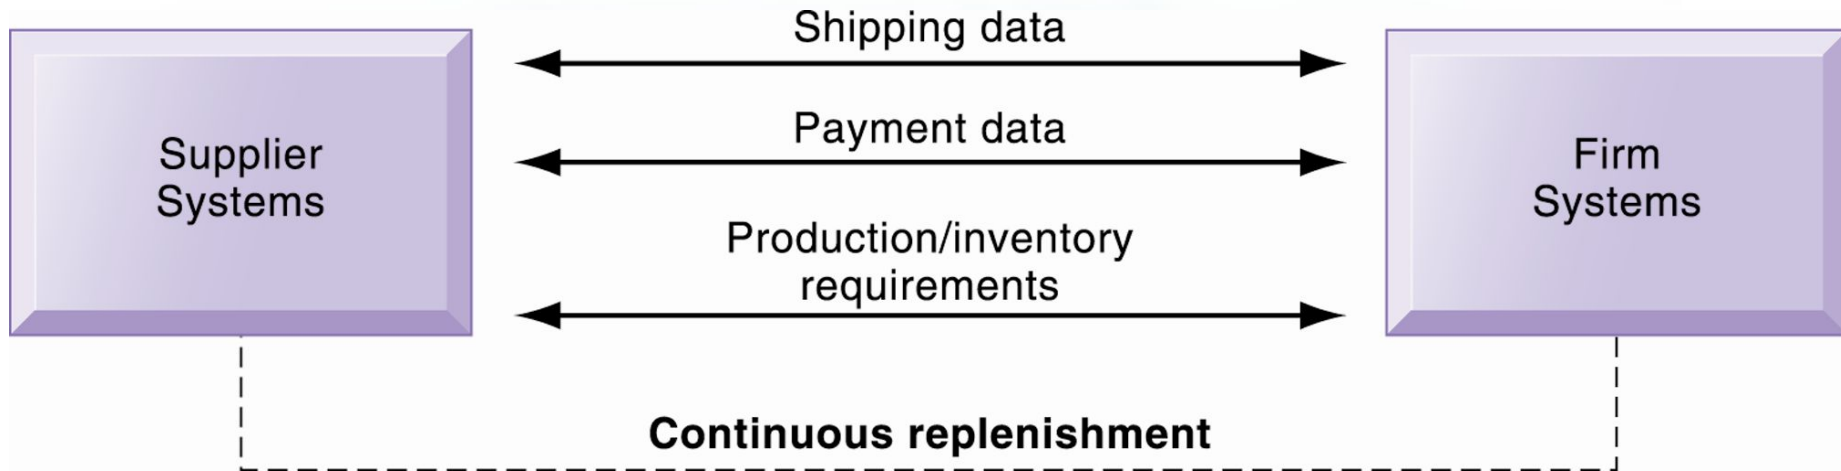 Shipping data
Payment data
Supplier
Systems
Firm
Systems
Production/inventory
requirements
Continuous replenishment